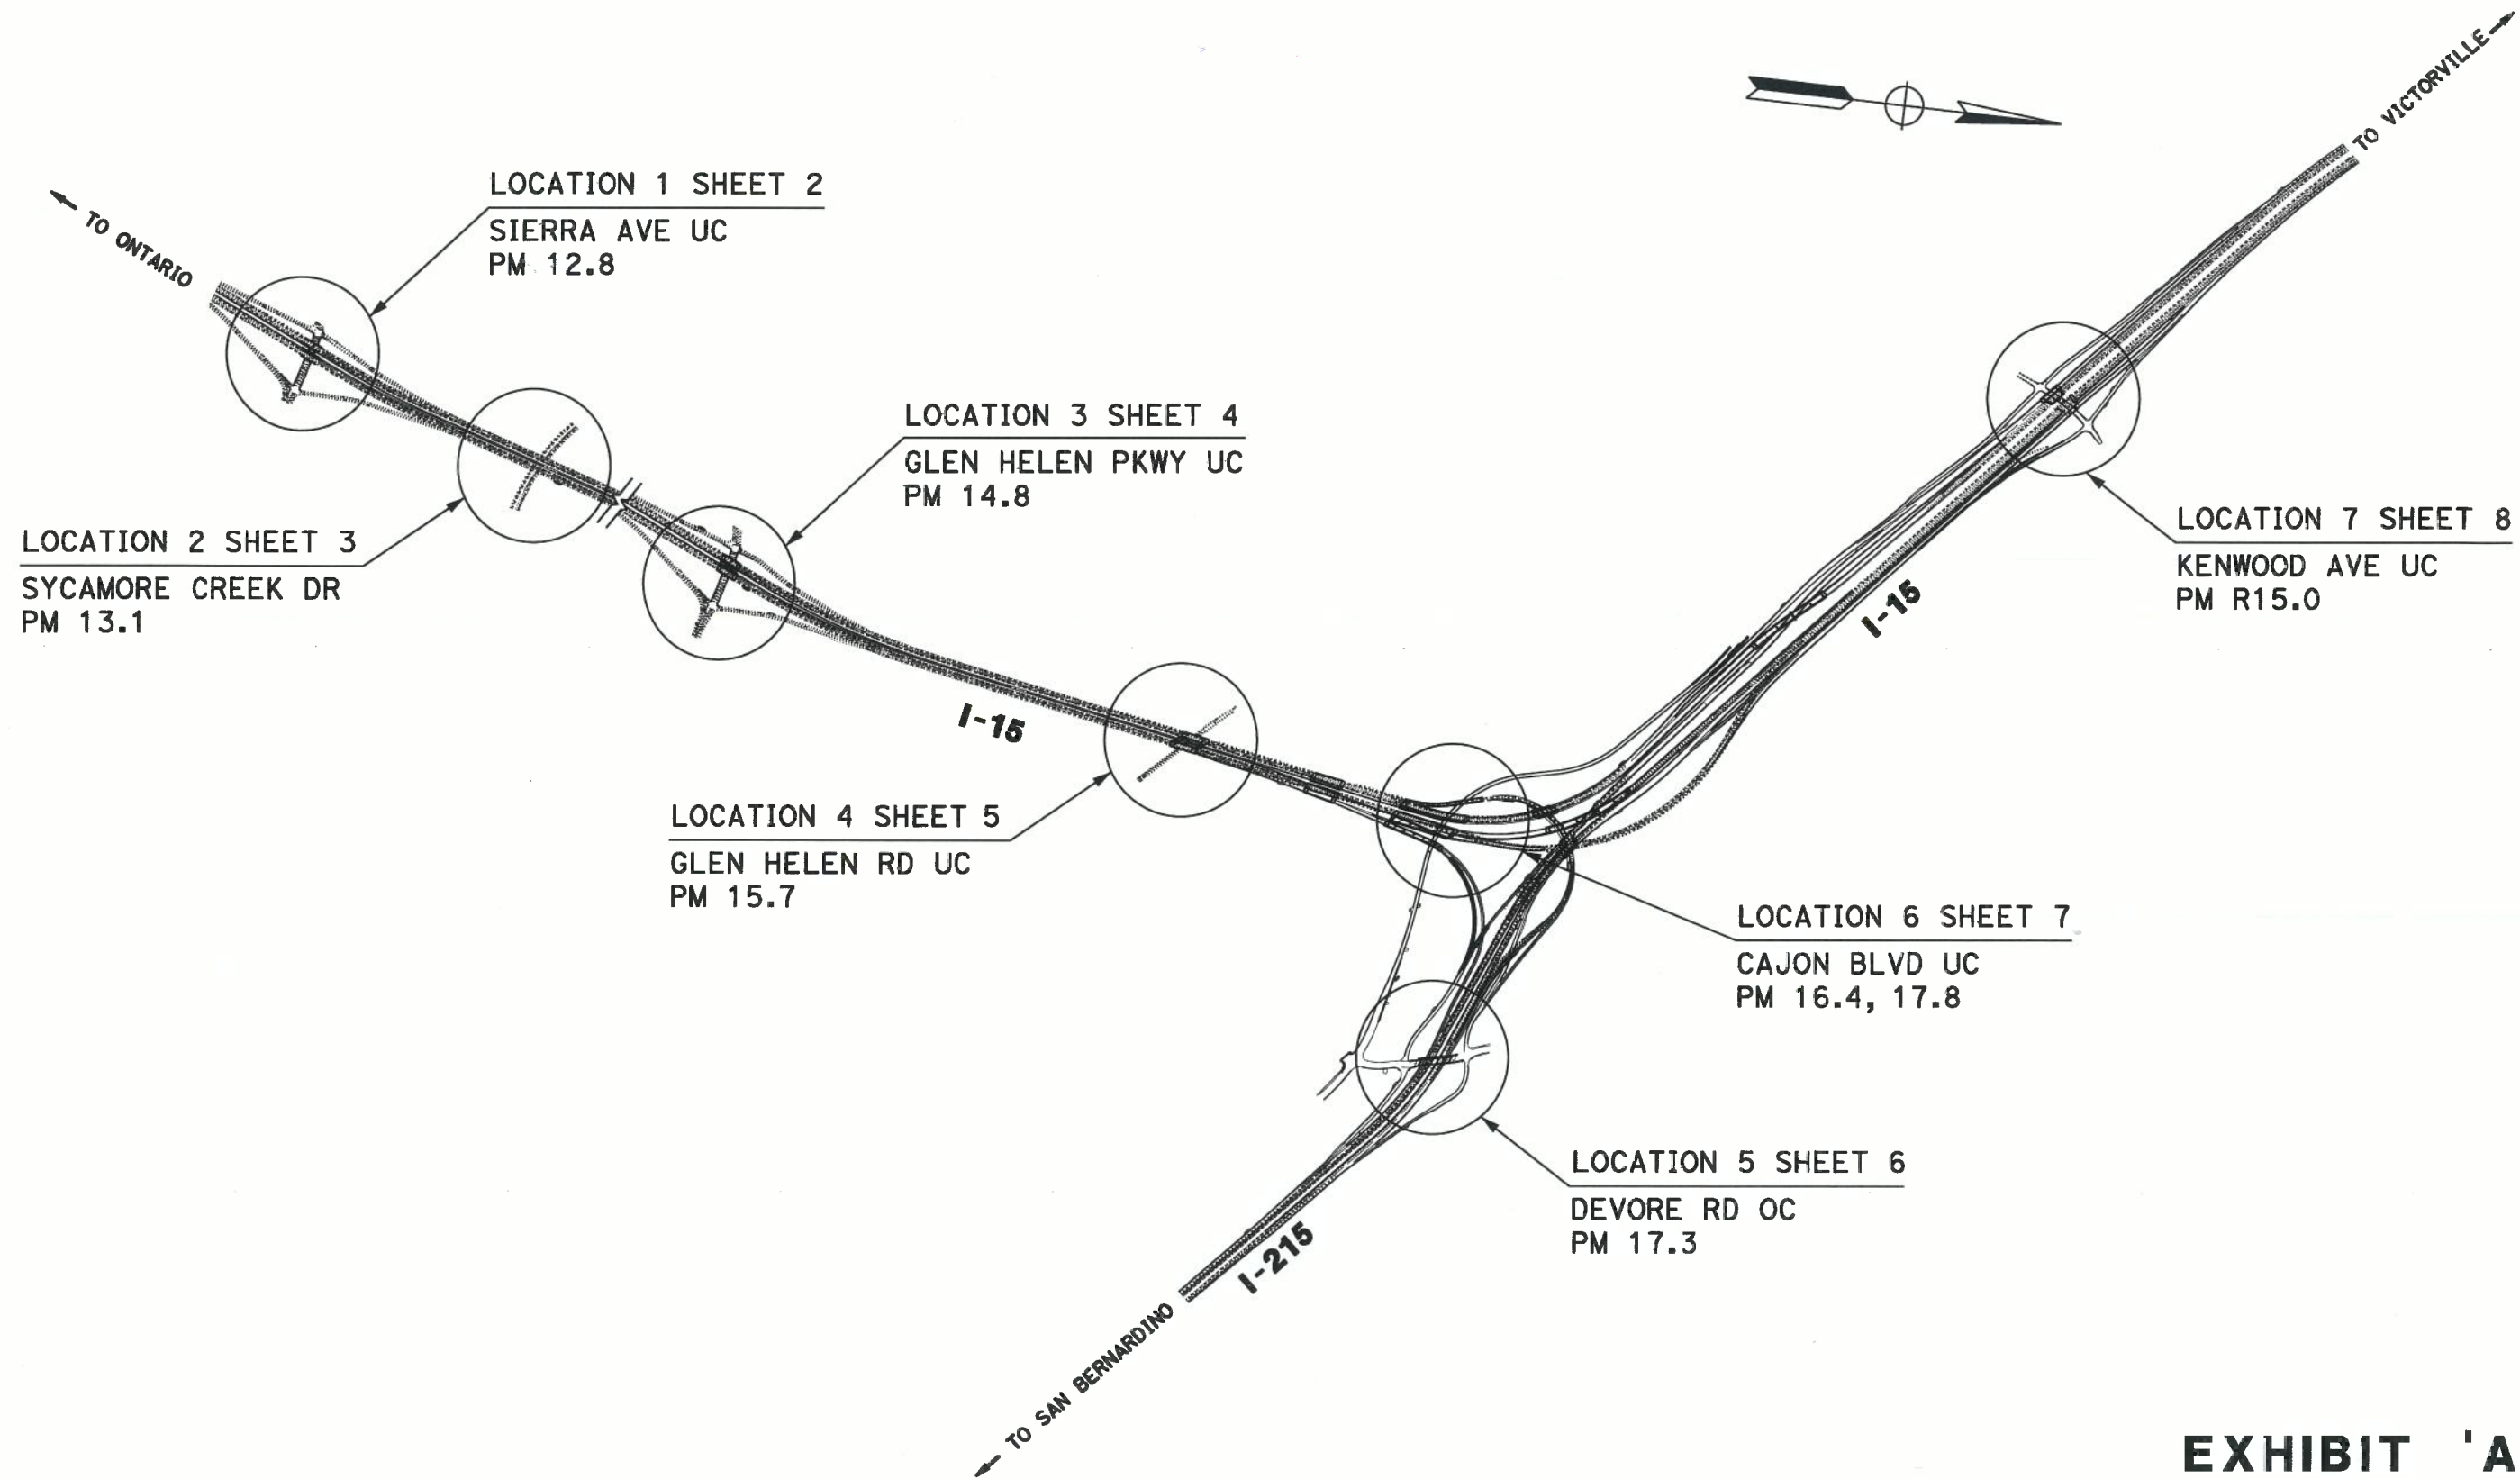 TO VICTORVILLE
LOCATION 1 SHEET 2
SIERRA AVE UC
PM 12.8
TO ONTARIO
LOCATION 3 SHEET 4
GLEN HELEN PKWY UC
PM 14.8
LOCATION 2 SHEET 3
SYCAMORE CREEK DR
PM 13.1
LOCATION 7 SHEET 8
KENWOOD AVE UC
PM R15.0
I-15
I-15
LOCATION 4 SHEET 5
GLEN HELEN RD UC
PM 15.7
LOCATION 6 SHEET 7
CAJON BLVD UC
PM 16.4, 17.8
LOCATION 5 SHEET 6
DEVORE RD OC
PM 17.3
I-215
TO SAN BERNARDINO
EXHIBIT 'A